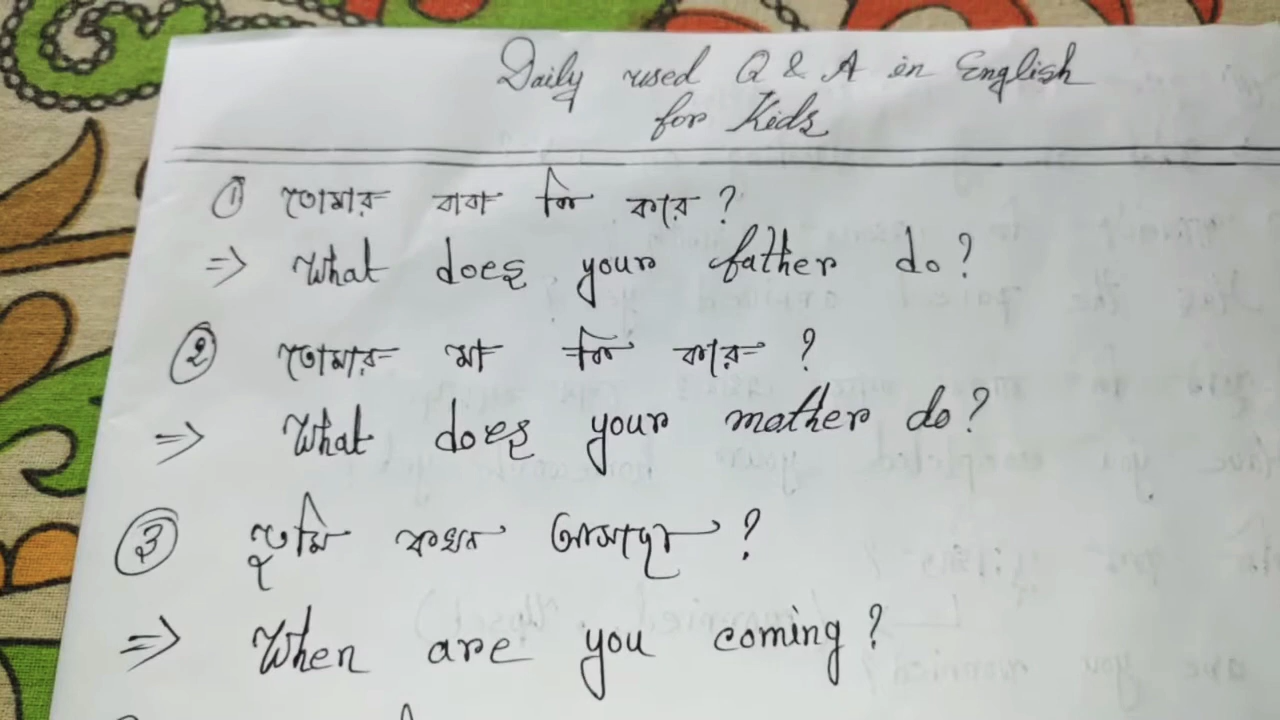 Daily used Q & A in English
for Kids
① তোমার বাবা কি করে ?
⇒ What does your father do ?
② তোমার মা কি করে ?
⇒ What does your mother do ?
③ তুমি কখন আসছো ?
⇒ When are you coming ?